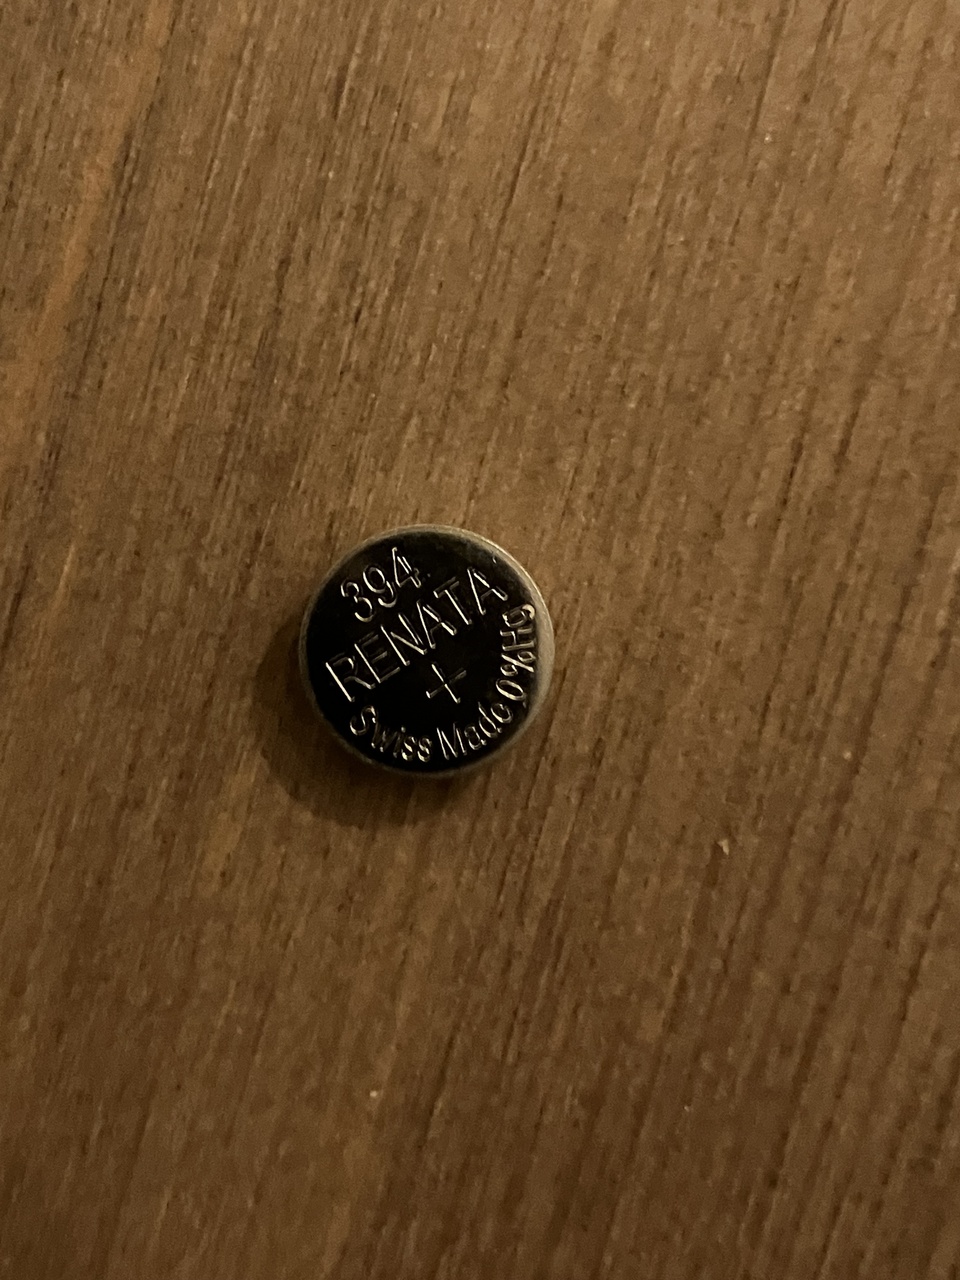 394
RENATA
+
Swiss Made 0%Hg